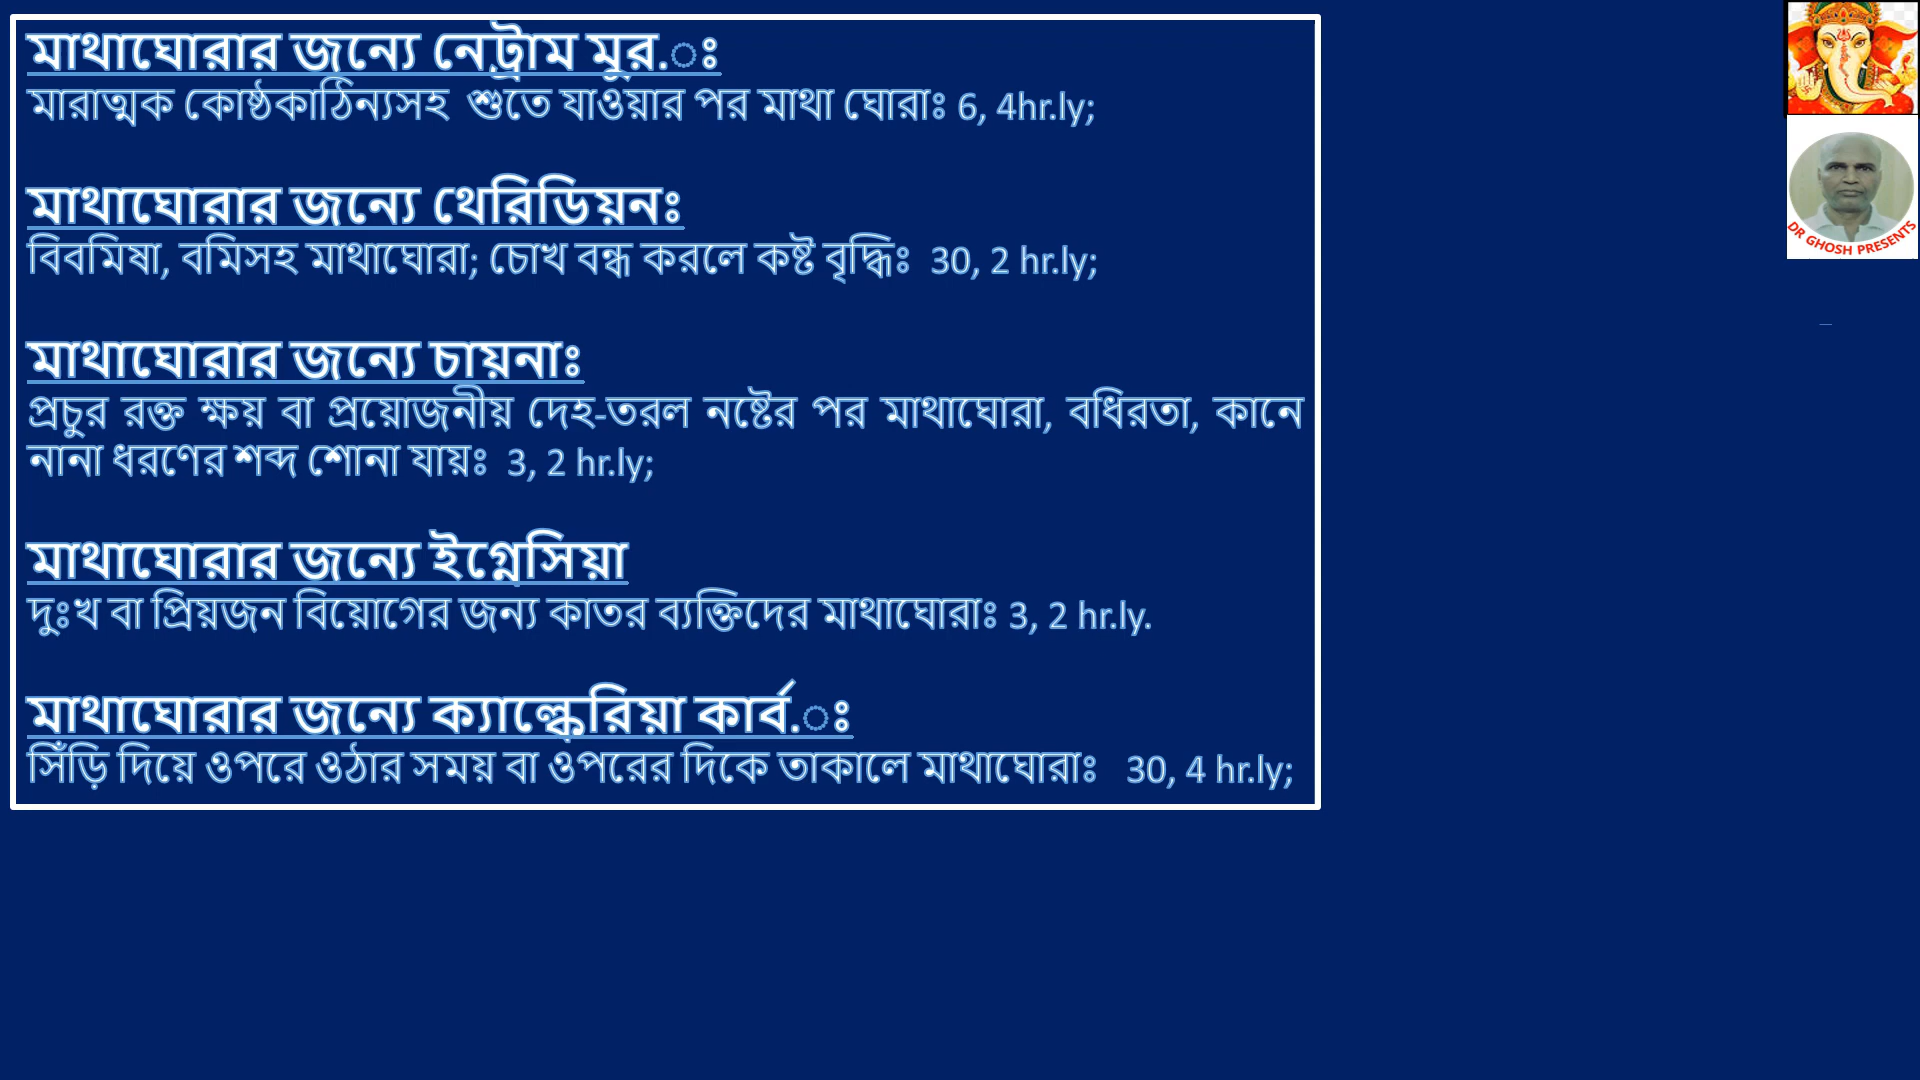 মাথাঘোরার জন্যে নেট্রাম মুর.ঃ
মারাত্মক কোষ্ঠকাঠিন্যসহ শুতে যাওয়ার পর মাথা ঘোরাঃ 6, 4hr.ly;
মাথাঘোরার জন্যে থেরিডিয়নঃ
বিবমিষা, বমিসহ মাথাঘোরা; চোখ বন্ধ করলে কষ্ট বৃদ্ধিঃ 30, 2 hr.ly;
মাথাঘোরার জন্যে চায়নাঃ
প্রচুর রক্ত ক্ষয় বা প্রয়োজনীয় দেহ-তরল নষ্টের পর মাথাঘোরা, বধিরতা, কানে
নানা ধরণের শব্দ শোনা যায়ঃ 3, 2 hr.ly;
মাথাঘোরার জন্যে ইগ্নেসিয়া
দুঃখ বা প্রিয়জন বিয়োগের জন্য কাতর ব্যক্তিদের মাথাঘোরাঃ 3, 2 hr.ly.
মাথাঘোরার জন্যে ক্যাল্কেরিয়া কার্ব.ঃ
সিঁড়ি দিয়ে ওপরে ওঠার সময় বা ওপরের দিকে তাকালে মাথাঘোরাঃ 30, 4 hr.ly;
DR GHOSH PRESENTS